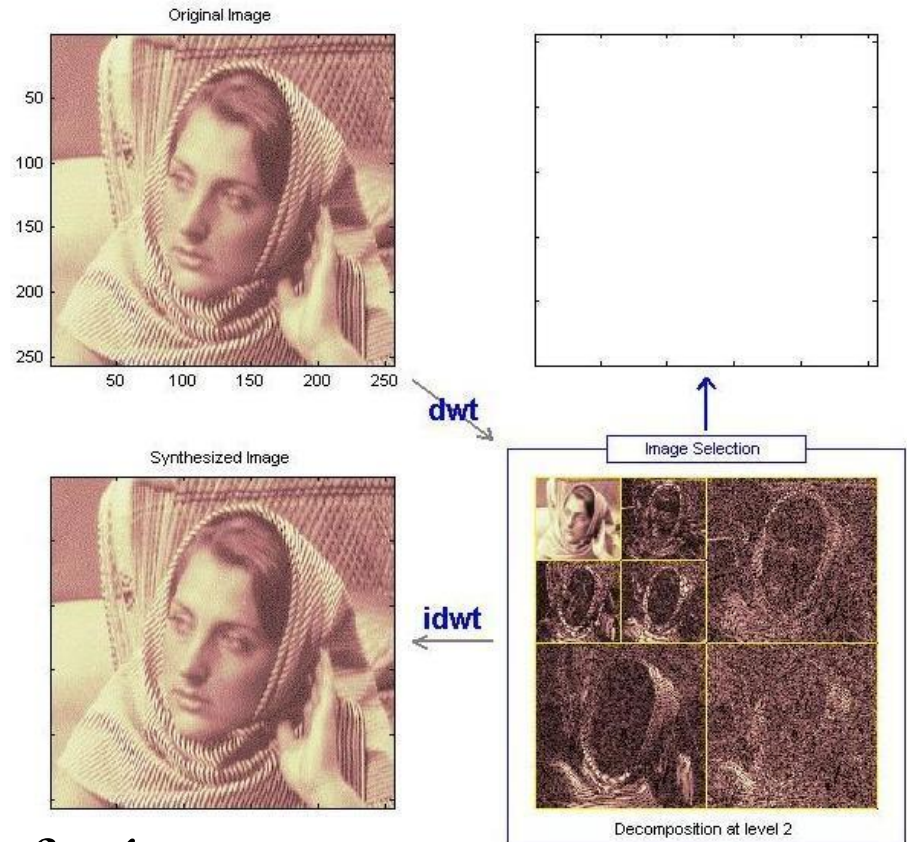 Original Image
50
100
150
200
250
50 100 150 200 250
dwt
Synthesized Image
Image Selection
idwt
Decomposition at level 2